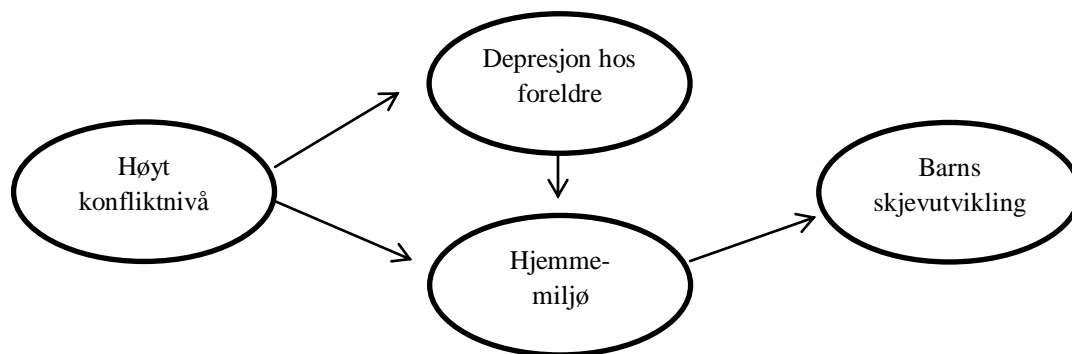 Depresjon hos
foreldre
Høyt
konfliktnivå
Barns
skjevutvikling
Hjemme-
miljø